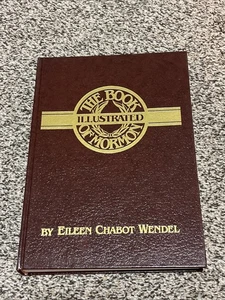 THE BOOK
ILLUSTRATED
OF MORMON
BY EILEEN CHABOT WENDEL